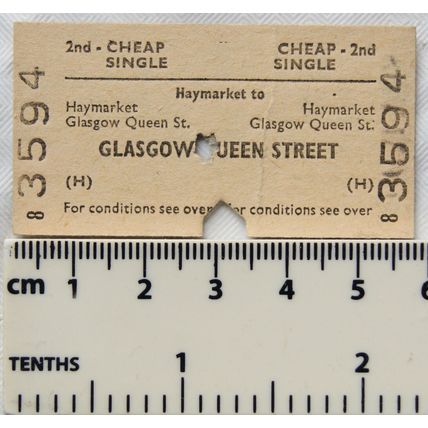 2nd - CHEAP CHEAP - 2nd
SINGLE SINGLE
Haymarket to
Haymarket Haymarket
Glasgow Queen St. Glasgow Queen St.
GLASGOW UEEN STREET
(H) (H)
For conditions see over For conditions see over
3594
8
3594
8
cm 1 2 3 4 5 6
TENTHS 1 2